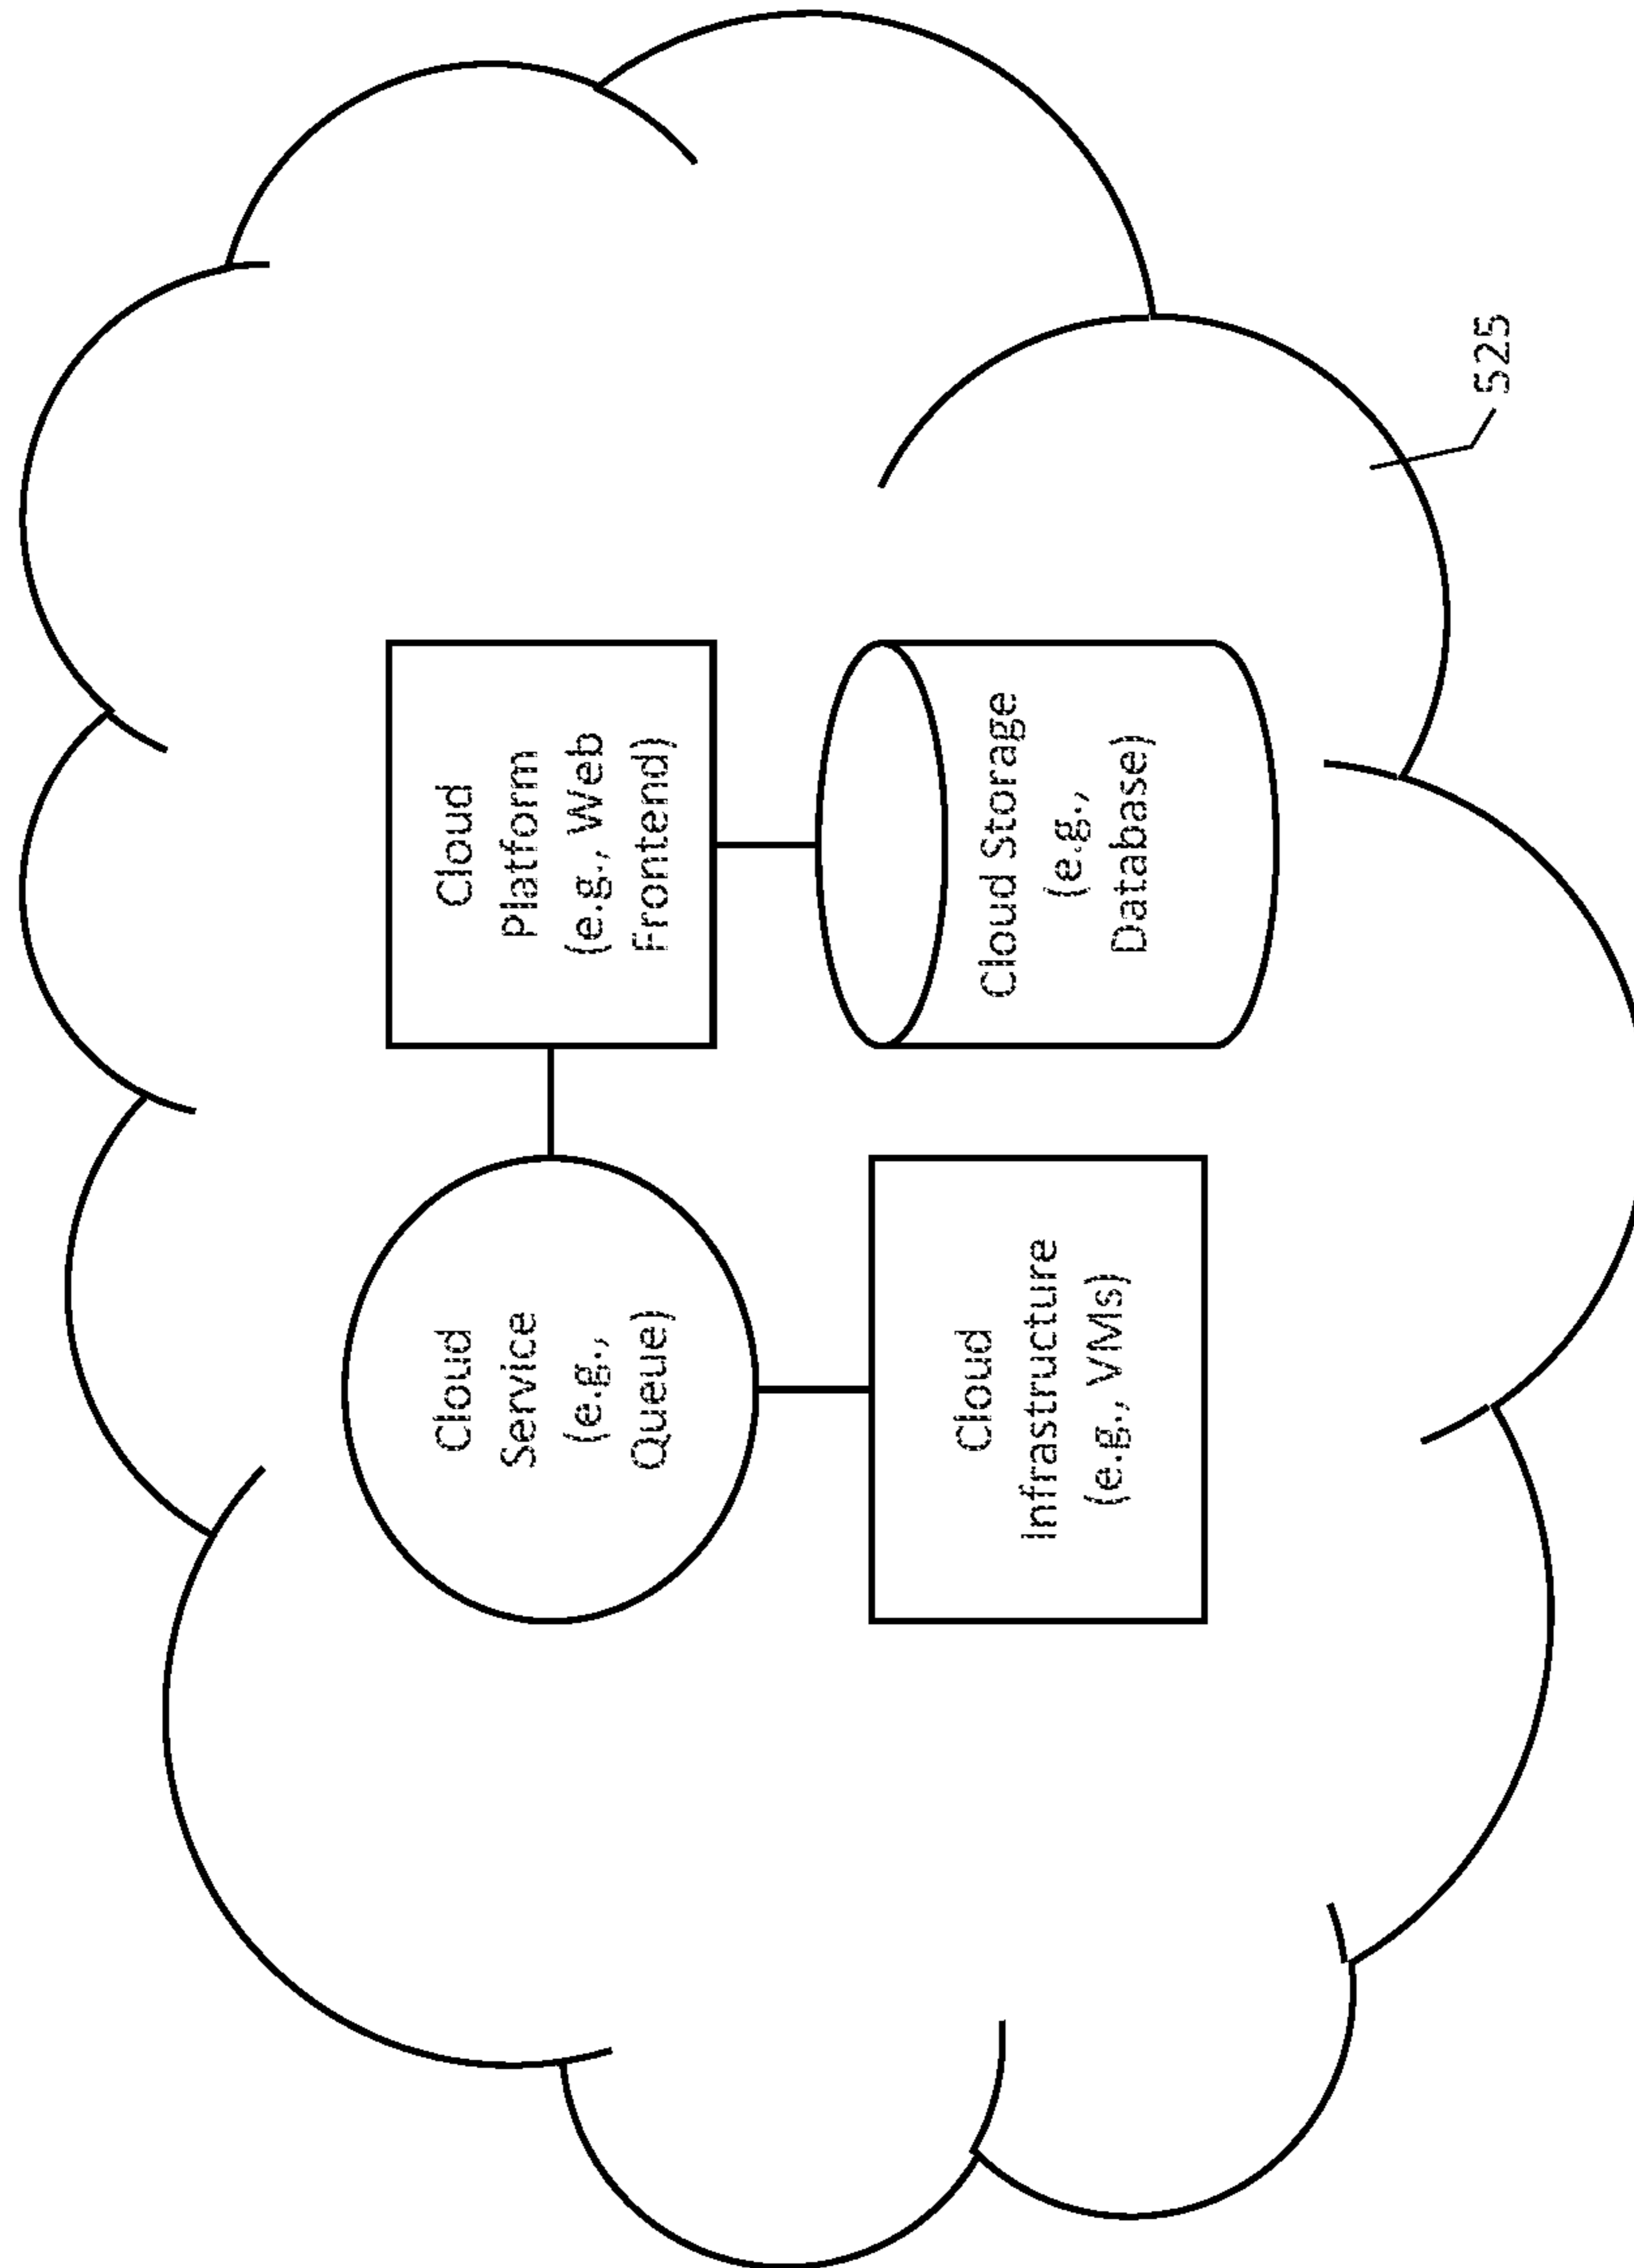 Cloud
Service
(e.g.,
Queue)
Cloud
Platform
(e.g., Web
Frontend)
Cloud
Infrastructure
(e.g., VMs)
Cloud Storage
(e.g.,
Database)
525